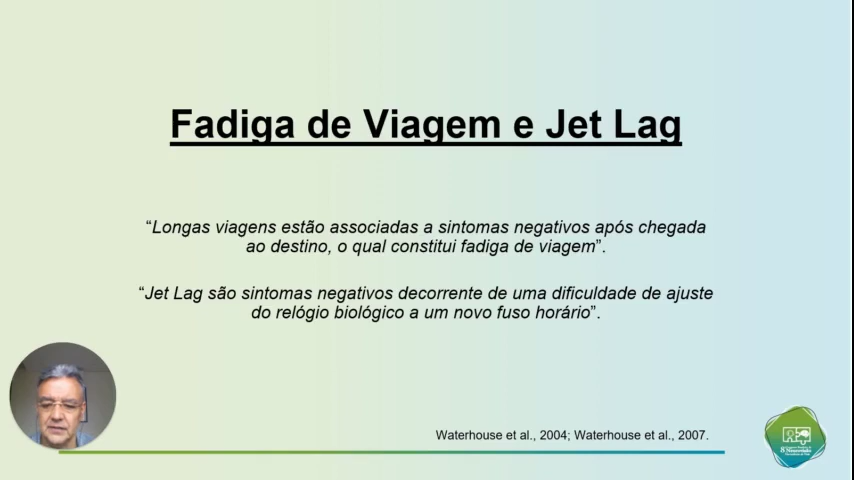 Fadiga de Viagem e Jet Lag
“Longas viagens estão associadas a sintomas negativos após chegada
ao destino, o qual constitui fadiga de viagem”.
“Jet Lag são sintomas negativos decorrente de uma dificuldade de ajuste
do relógio biológico a um novo fuso horário”.
Waterhouse et al., 2004; Waterhouse et al., 2007.